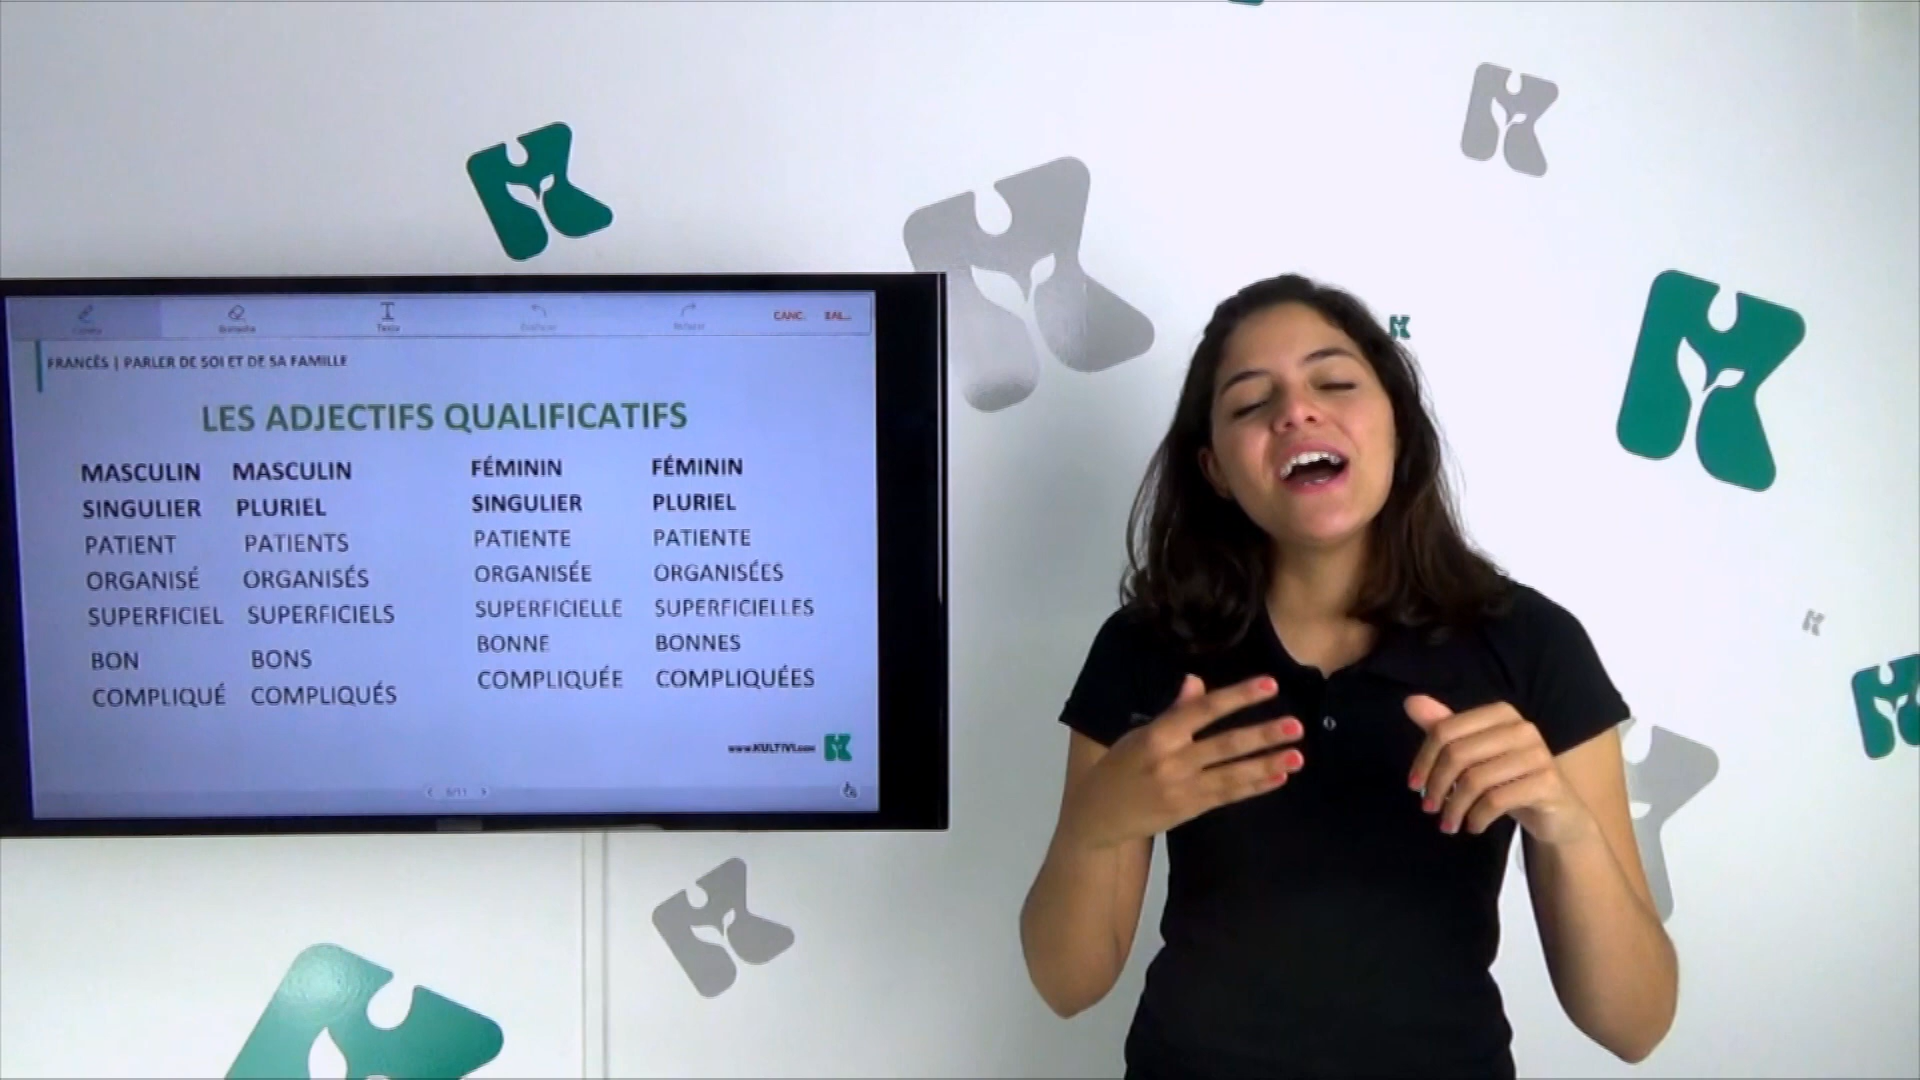 Texto
CANC.
FRANCÊS | PARLER DE SOI ET DE SA FAMILLE
LES ADJECTIFS QUALIFICATIFS
MASCULIN MASCULIN FÉMININ FÉMININ
SINGULIER PLURIEL SINGULIER PLURIEL
PATIENT PATIENTS PATIENTE PATIENTE
ORGANISÉ ORGANISÉS ORGANISÉE ORGANISÉES
SUPERFICIEL SUPERFICIELS SUPERFICIELLE SUPERFICIELLES
BON BONS BONNE BONNES
COMPLIQUÉ COMPLIQUÉS COMPLIQUÉE COMPLIQUÉES
www.KULTIVI.com